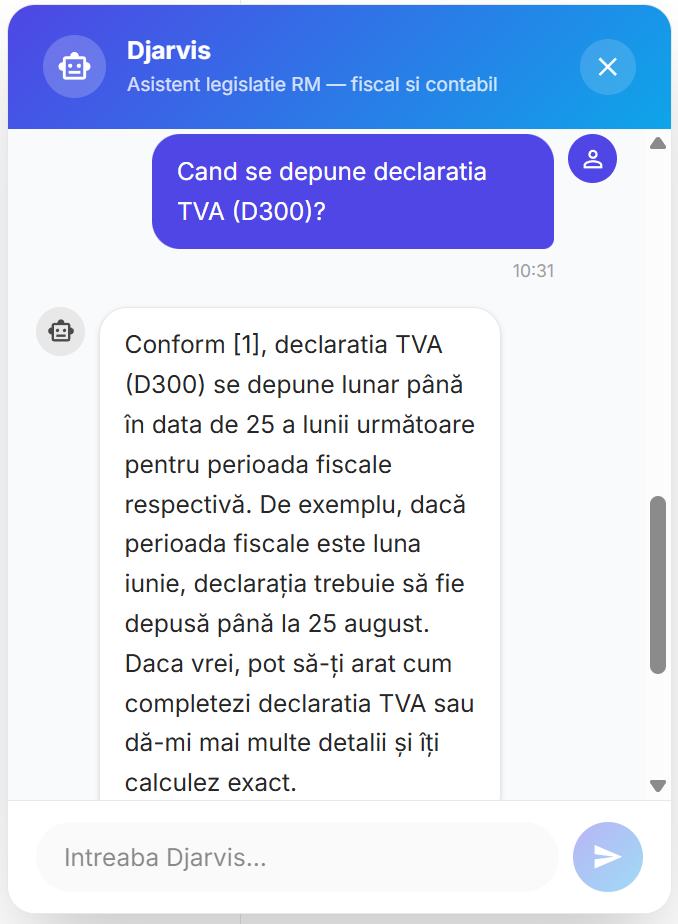 Djarvis
Asistent legislatie RM — fiscal si contabil
Cand se depune declaratia
TVA (D300)?
10:31
Conform [1], declaratia TVA
(D300) se depune lunar până
în data de 25 a lunii următoare
pentru perioada fiscale
respectivă. De exemplu, dacă
perioada fiscale este luna
iunie, declarația trebuie să fie
depusă până la 25 august.
Daca vrei, pot să-ți arat cum
completezi declaratia TVA sau
dă-mi mai multe detalii și îți
calculez exact.
Intreaba Djarvis...